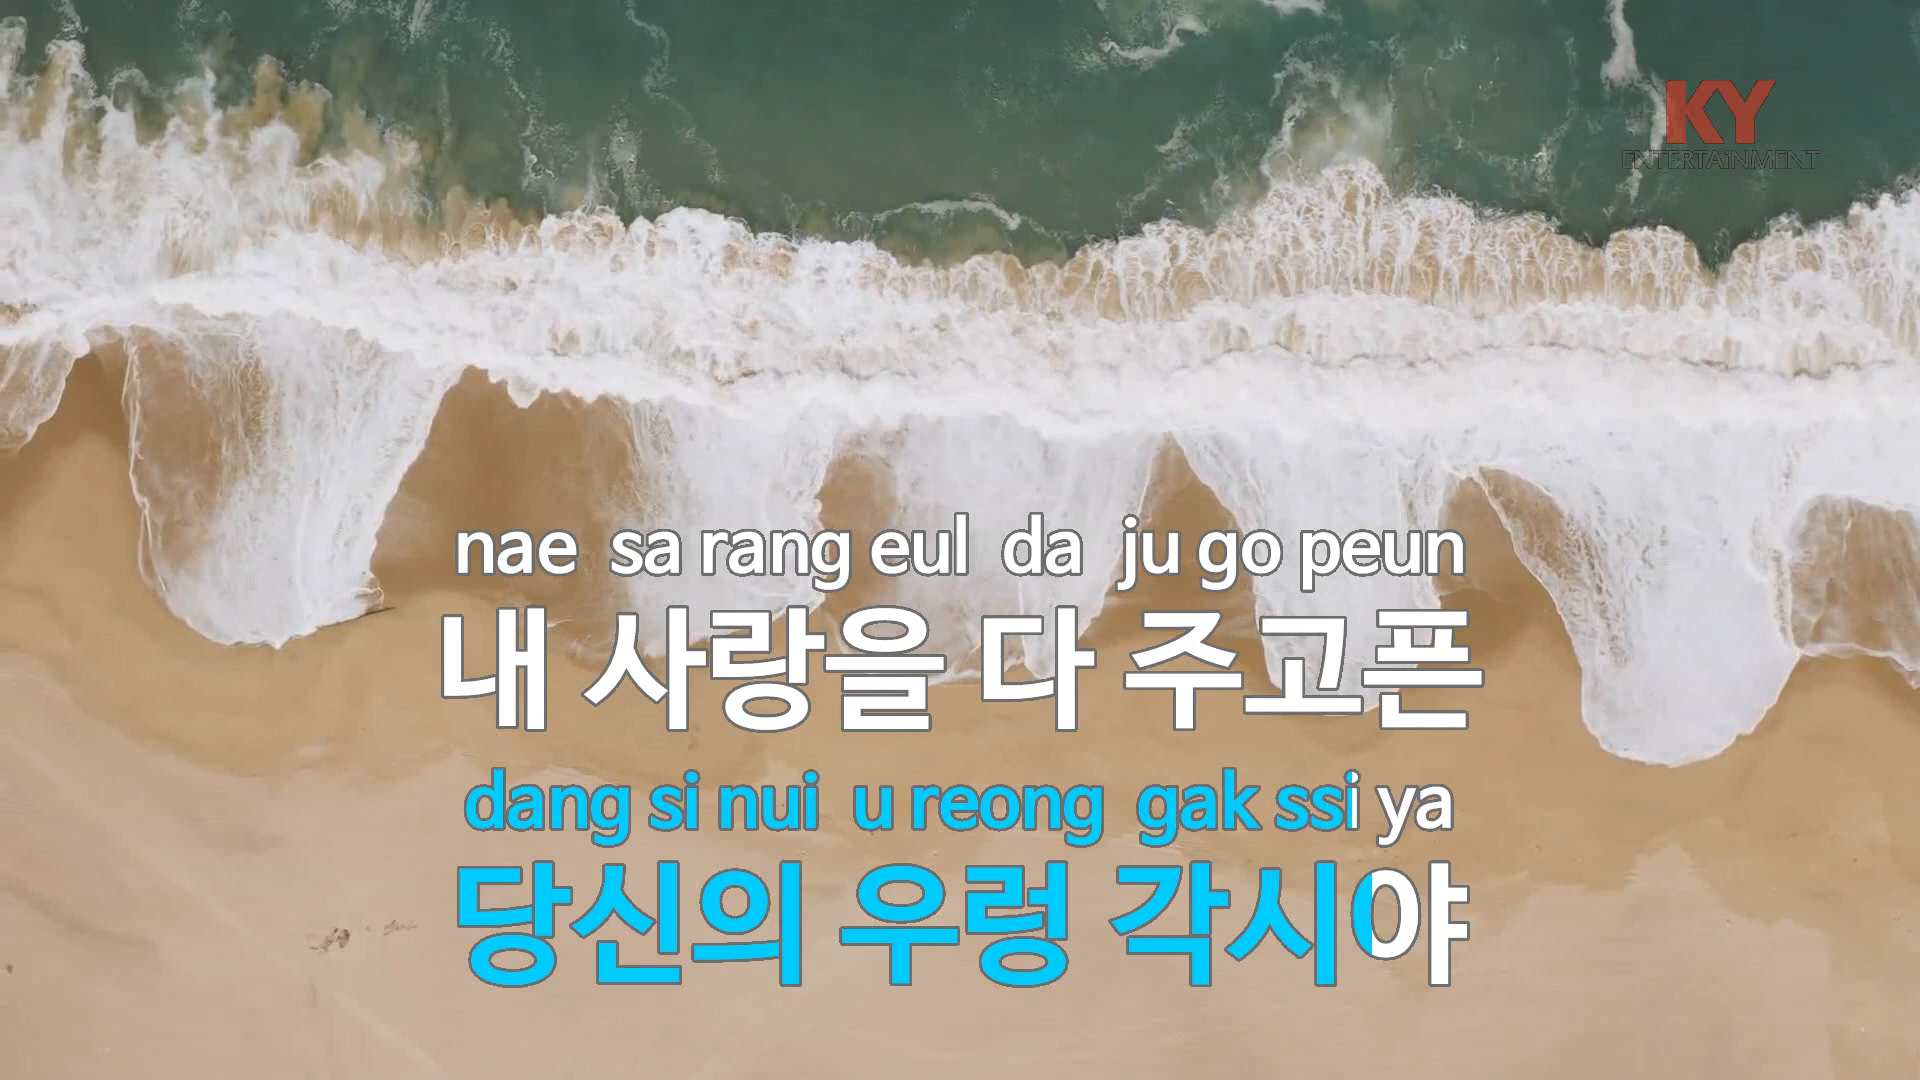 KY
ENTERTAINMENT
nae sa rang eul da ju go peun
내 사랑을 다 주고픈
dang si nui u reong gak ssi ya
당신의 우렁 각시야